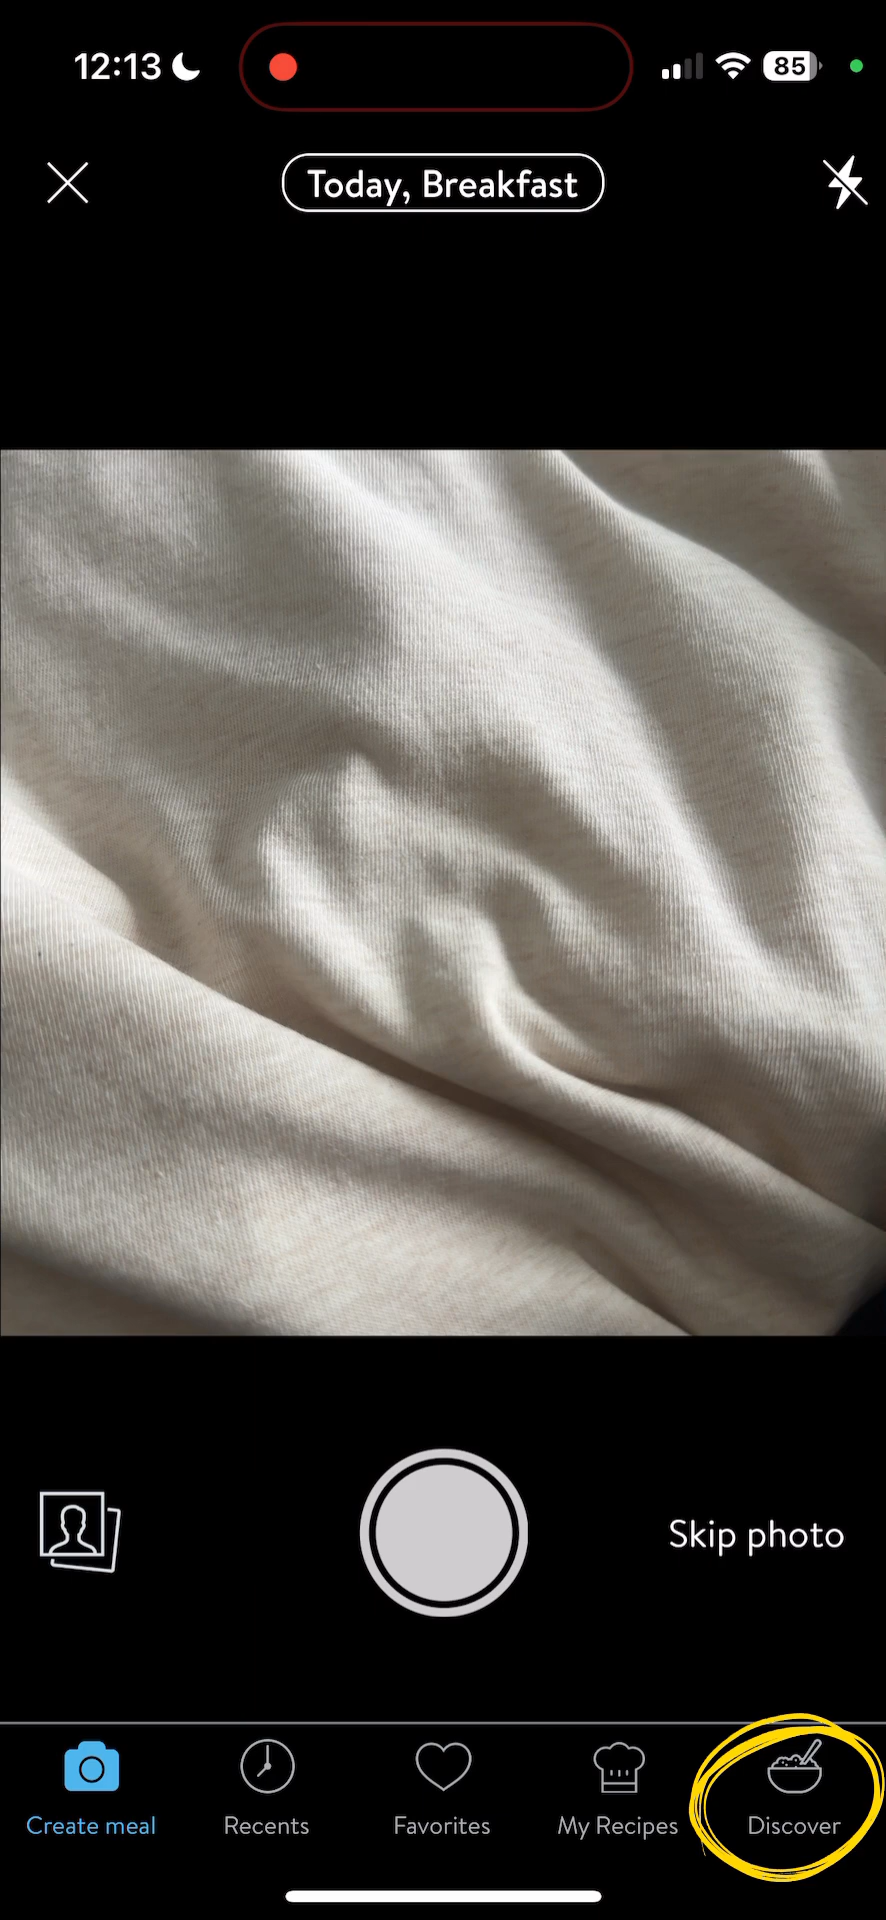 12:13
85
Today, Breakfast
Skip photo
Create meal
Recents
Favorites
My Recipes
Discover